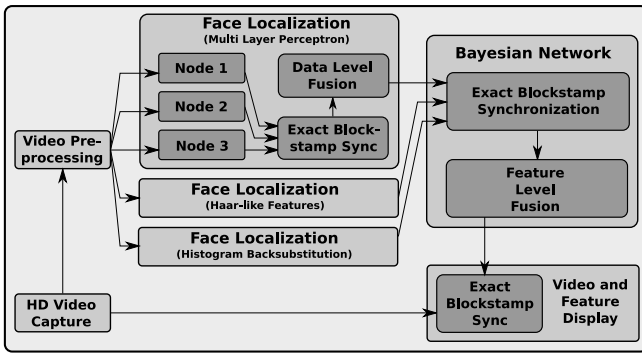 Face Localization
(Multi Layer Perceptron)
Node 1
Node 2
Node 3
Data Level
Fusion
Exact Block-
stamp Sync
Video Pre-
processing
Face Localization
(Haar-like Features)
Face Localization
(Histogram Backsubstitution)
HD Video
Capture
Bayesian Network
Exact Blockstamp
Synchronization
Feature
Level
Fusion
Exact
Blockstamp
Sync
Video and
Feature
Display